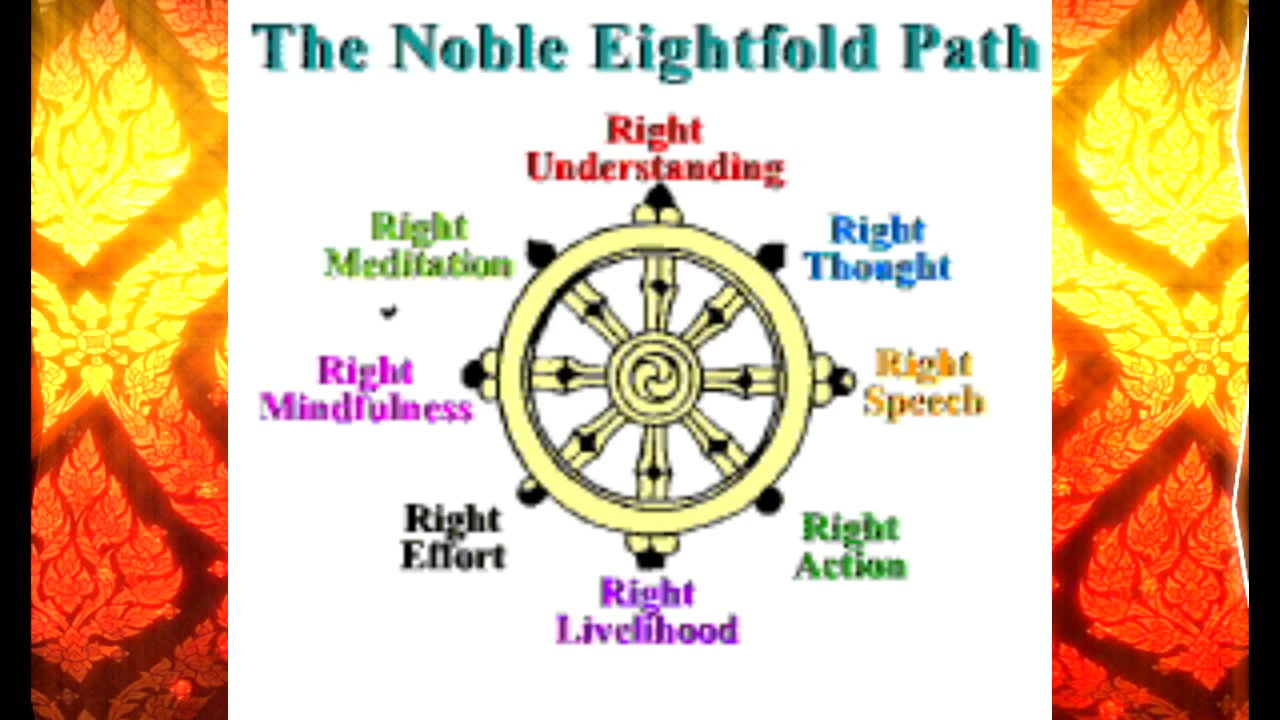 The Noble Eightfold Path
Right
Understanding
Right
Thought
Right
Speech
Right
Action
Right
Livelihood
Right
Effort
Right
Mindfulness
Right
Meditation